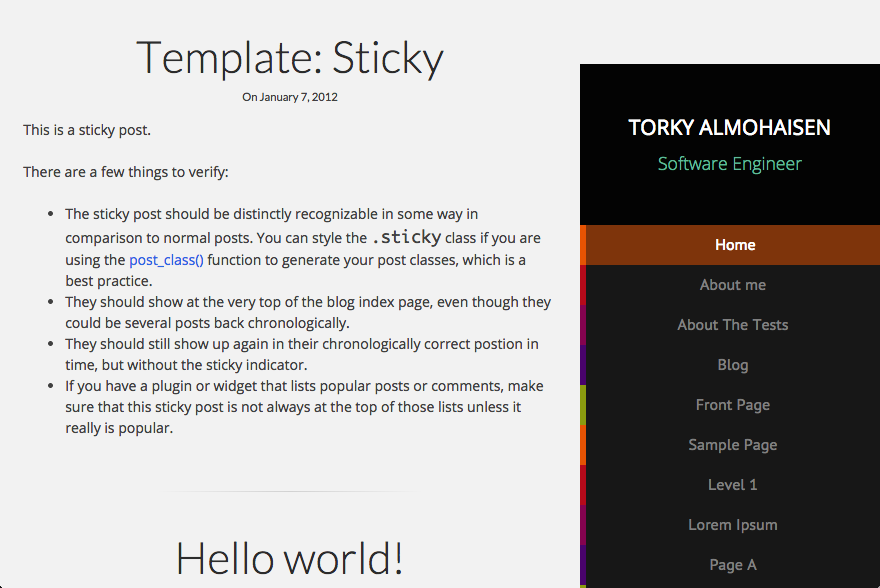 Template: Sticky
On January 7, 2012
This is a sticky post.
There are a few things to verify:
The sticky post should be distinctly recognizable in some way in
comparison to normal posts. You can style the .sticky class if you are
using the post_class() function to generate your post classes, which is a
best practice.
They should show at the very top of the blog index page, even though they
could be several posts back chronologically.
They should still show up again in their chronologically correct postion in
time, but without the sticky indicator.
If you have a plugin or widget that lists popular posts or comments, make
sure that this sticky post is not always at the top of those lists unless it
really is popular.
Hello world!
TORKY ALMOHAISEN
Software Engineer
Home
About me
About The Tests
Blog
Front Page
Sample Page
Level 1
Lorem Ipsum
Page A